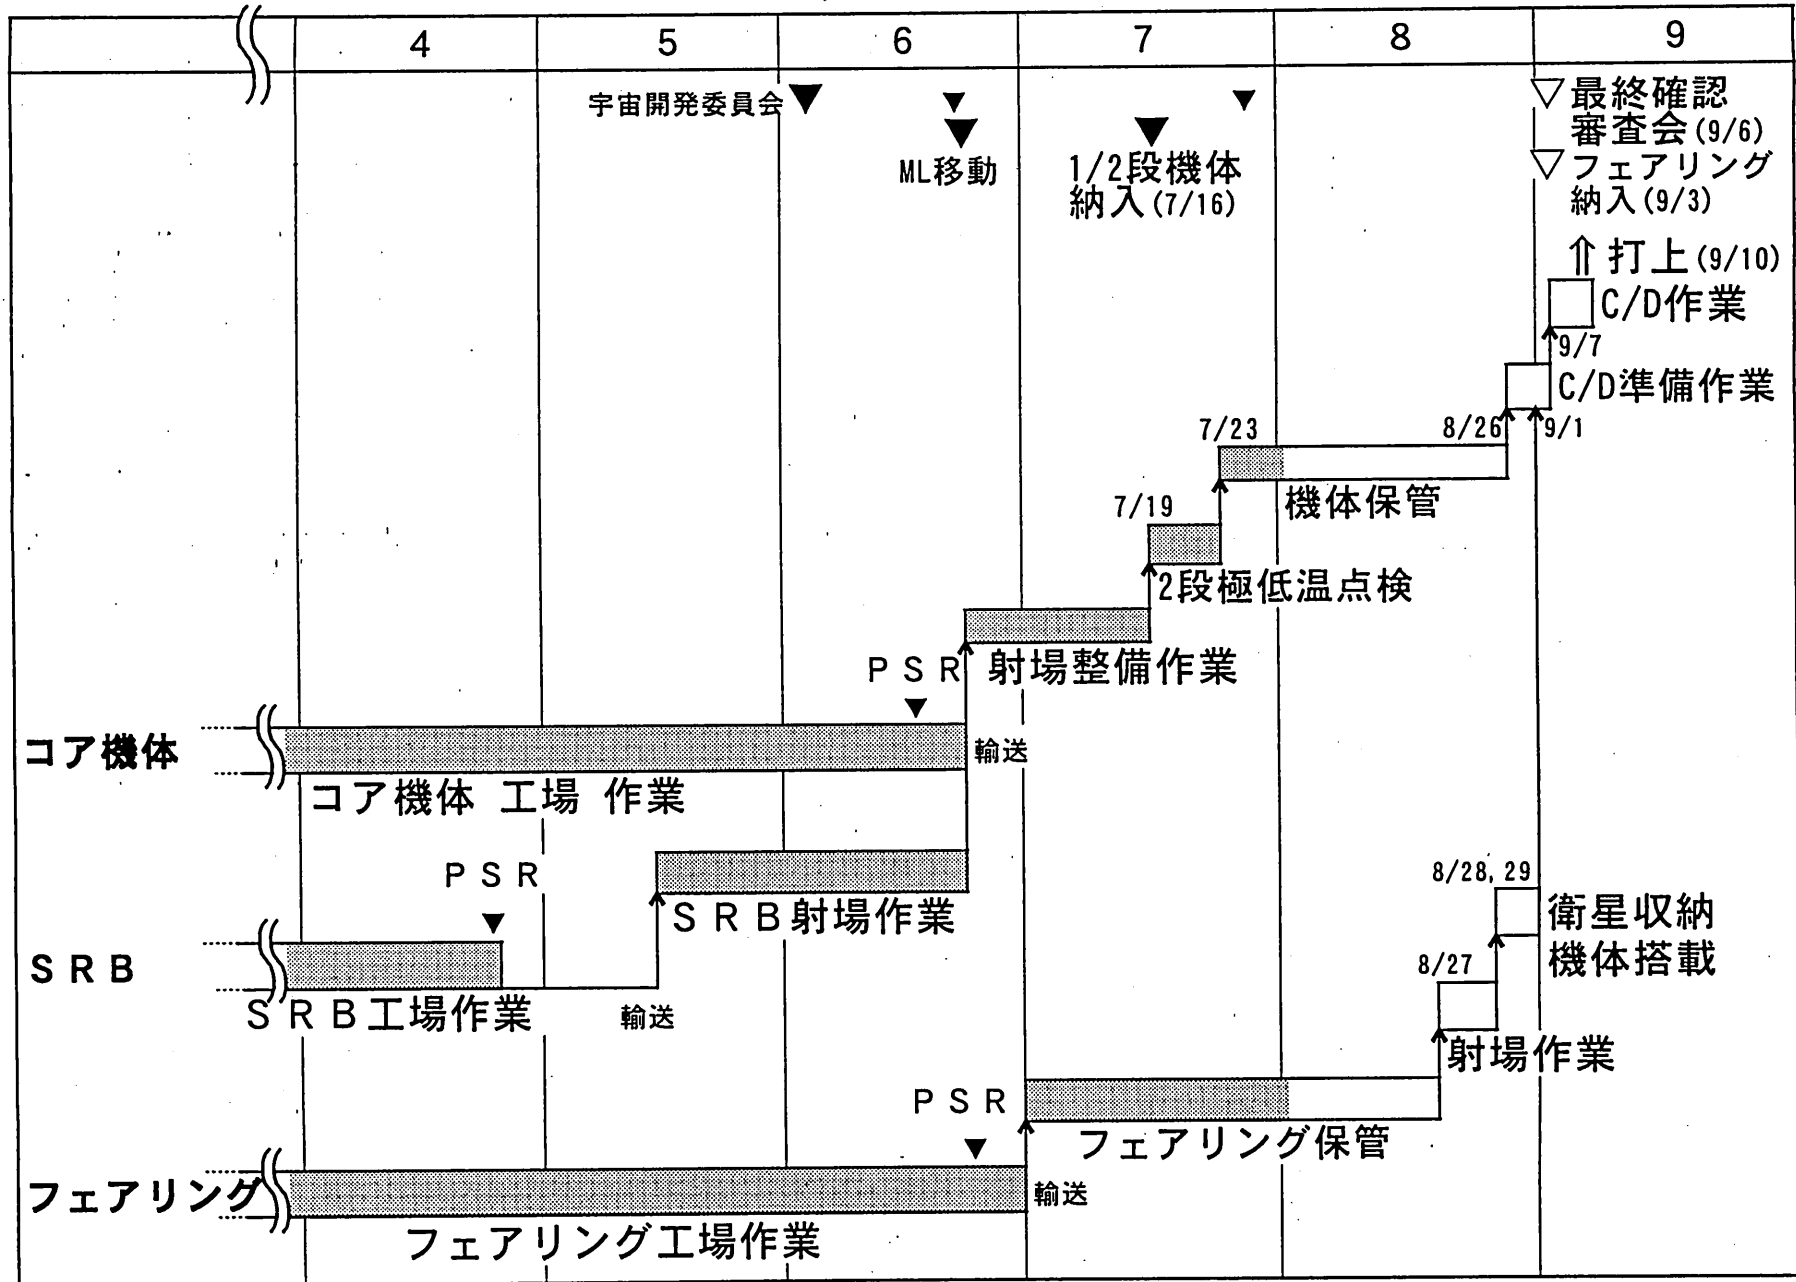 4 5 6 7 8 9
宇宙開発委員会
最終確認
審査会(9/6)
ML移動
1/2段機体
納入(7/16)
フェアリング
納入(9/3)
⇑打上(9/10)
C/D作業
9/7
C/D準備作業
7/23
8/26
9/1
機体保管
7/19
2段極低温点検
PSR
射場整備作業
コア機体
輸送
コア機体 工場 作業
PSR
SRB射場作業
8/28,29
衛星収納
機体搭載
SRB
8/27
SRB工場作業
輸送
射場作業
PSR
フェアリング保管
フェアリング
輸送
フェアリング工場作業